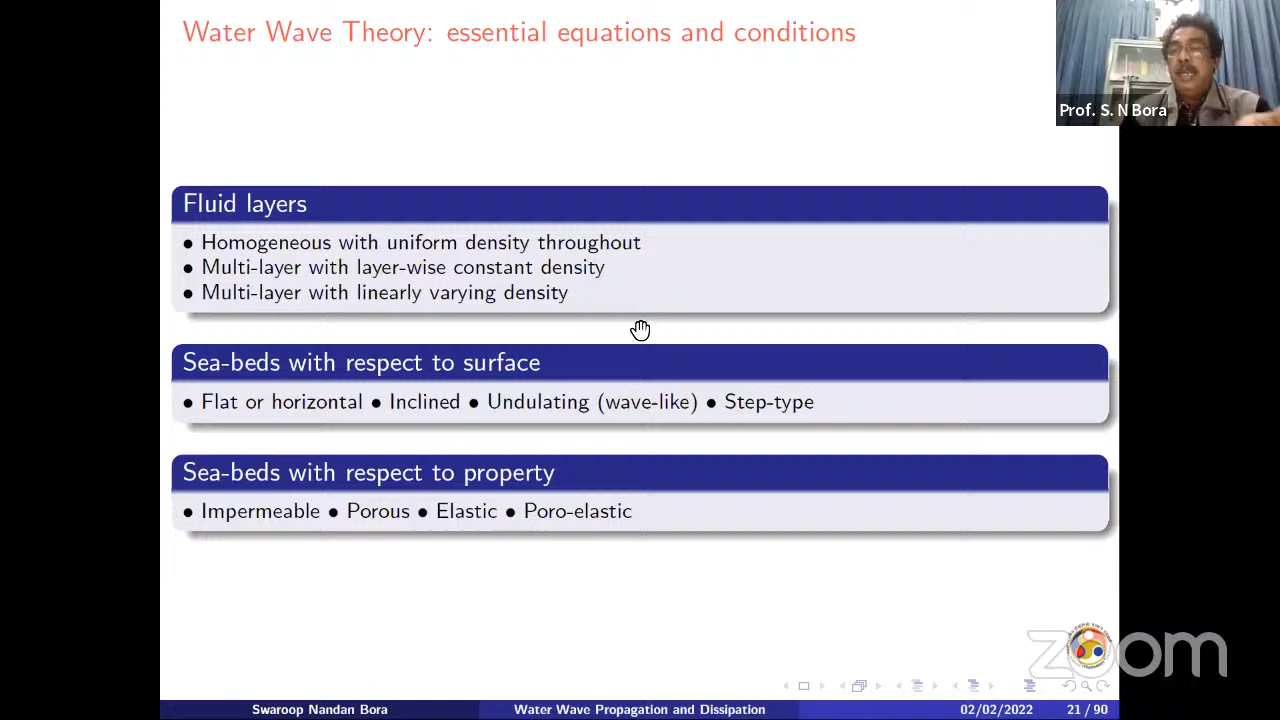 Water Wave Theory: essential equations and conditions
Prof. S. N Bora
Fluid layers
• Homogeneous with uniform density throughout
• Multi-layer with layer-wise constant density
• Multi-layer with linearly varying density
Sea-beds with respect to surface
• Flat or horizontal • Inclined • Undulating (wave-like) • Step-type
Sea-beds with respect to property
• Impermeable • Porous • Elastic • Poro-elastic
zoom
Swaroop Nandan Bora Water Wave Propagation and Dissipation 02/02/2022 21 / 90